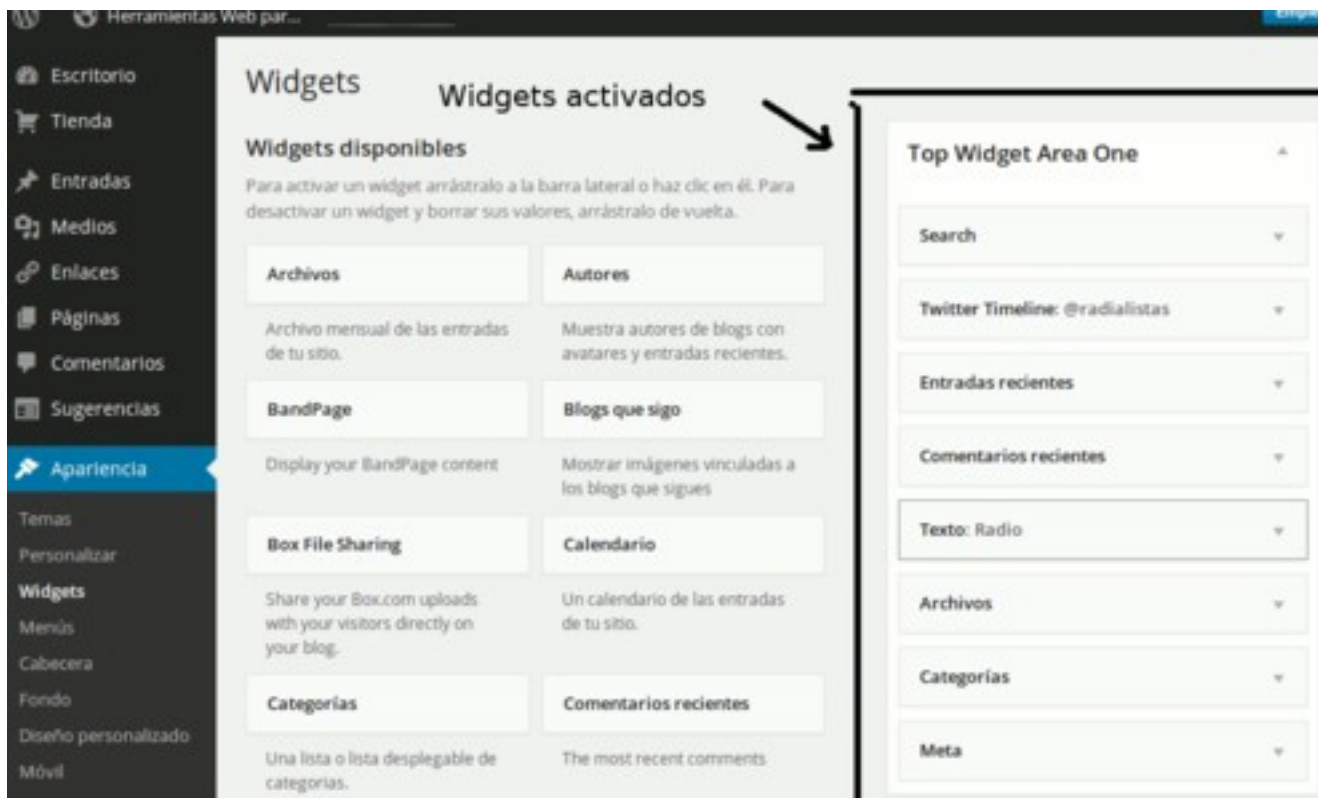 Herramientas Web par...
Escritorio
Tienda
Entradas
Medios
Enlaces
Páginas
Comentarios
Sugerencias
Apariencia
Temas
Personalizar
Widgets
Menús
Cabecera
Fondo
Diseño personalizado
Móvil
Widgets
Widgets activados
Widgets disponibles
Para activar un widget arrástralo a la barra lateral o haz clic en él. Para
desactivar un widget y borrar sus valores, arrástralo de vuelta.
Archivos
Archivo mensual de las entradas
de tu sitio.
Autores
Muestra autores de blogs con
avatares y entradas recientes.
BandPage
Display your BandPage content
Blogs que sigo
Mostrar imágenes vinculadas a
los blogs que sigues
Box File Sharing
Share your Box.com uploads
with your visitors directly on
your blog.
Calendario
Un calendario de las entradas
de tu sitio.
Categorías
Una lista o lista desplegable de
categorias.
Comentarios recientes
The most recent comments
Top Widget Area One
Search
Twitter Timeline: @radialistas
Entradas recientes
Comentarios recientes
Texto: Radio
Archivos
Categorías
Meta